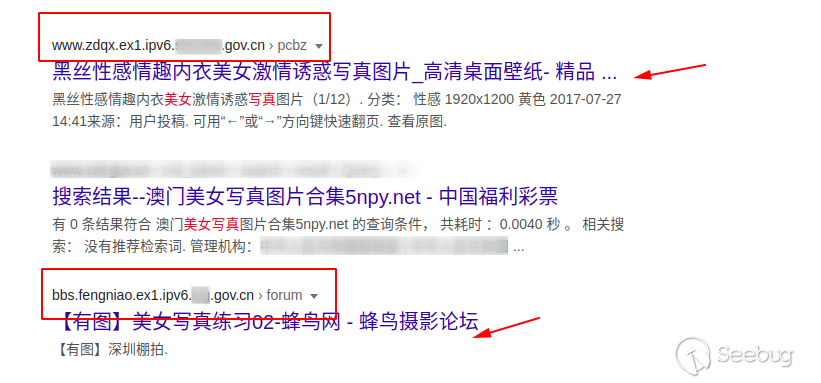 www.zdqx.ex1.ipv6. .gov.cn › pcbz
黑丝性感情趣内衣美女激情诱惑写真图片_高清桌面壁纸- 精品 ...
黑丝性感情趣内衣美女激情诱惑写真图片（1/12）. 分类： 性感 1920x1200 黄色 2017-07-27
14:41来源：用户投稿. 可用“←”或“→”方向键快速翻页. 查看原图.
搜索结果--澳门美女写真图片合集5npy.net - 中国福利彩票
有 0 条结果符合 澳门美女写真图片合集5npy.net 的查询条件， 共耗时 ：0.0040 秒 。 相关搜
索： 没有推荐检索词. 管理机构： ...
bbs.fengniao.ex1.ipv6. .gov.cn › forum
【有图】美女写真练习02-蜂鸟网 - 蜂鸟摄影论坛
【有图】深圳棚拍.
Seebug